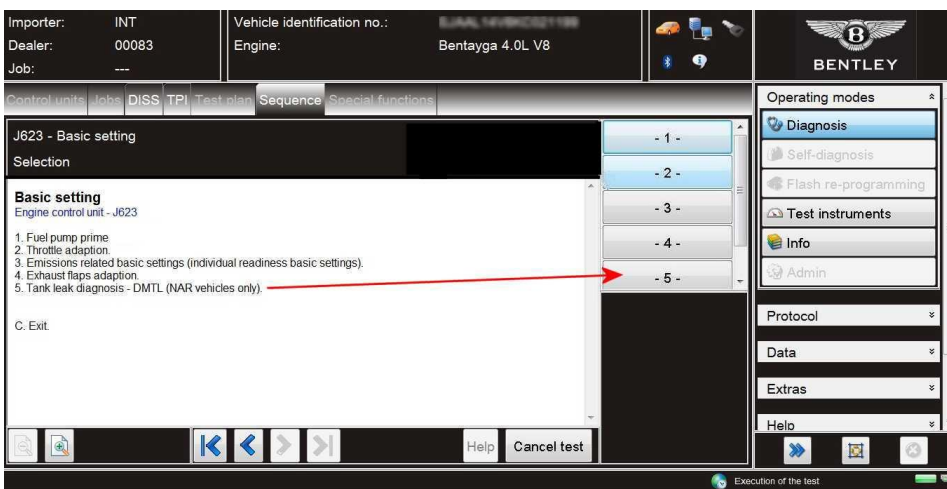 Importer: INT
Dealer: 00083
Job: ---
Vehicle identification no.:
Engine: Bentayga 4.0L V8
B
BENTLEY
Control units Jobs DISS TPI Test plan Sequence Special functions
J623 - Basic setting
Selection
Basic setting
Engine control unit - J623
1. Fuel pump prime
2. Throttle adaption.
3. Emissions related basic settings (individual readiness basic settings).
4. Exhaust flaps adaption.
5. Tank leak diagnosis - DMTL (NAR vehicles only).
C. Exit.
- 1 -
- 2 -
- 3 -
- 4 -
- 5 -
Operating modes
Diagnosis
Self-diagnosis
Flash re-programming
Test instruments
Info
Admin
Protocol
Data
Extras
Help
Help Cancel test
Execution of the test